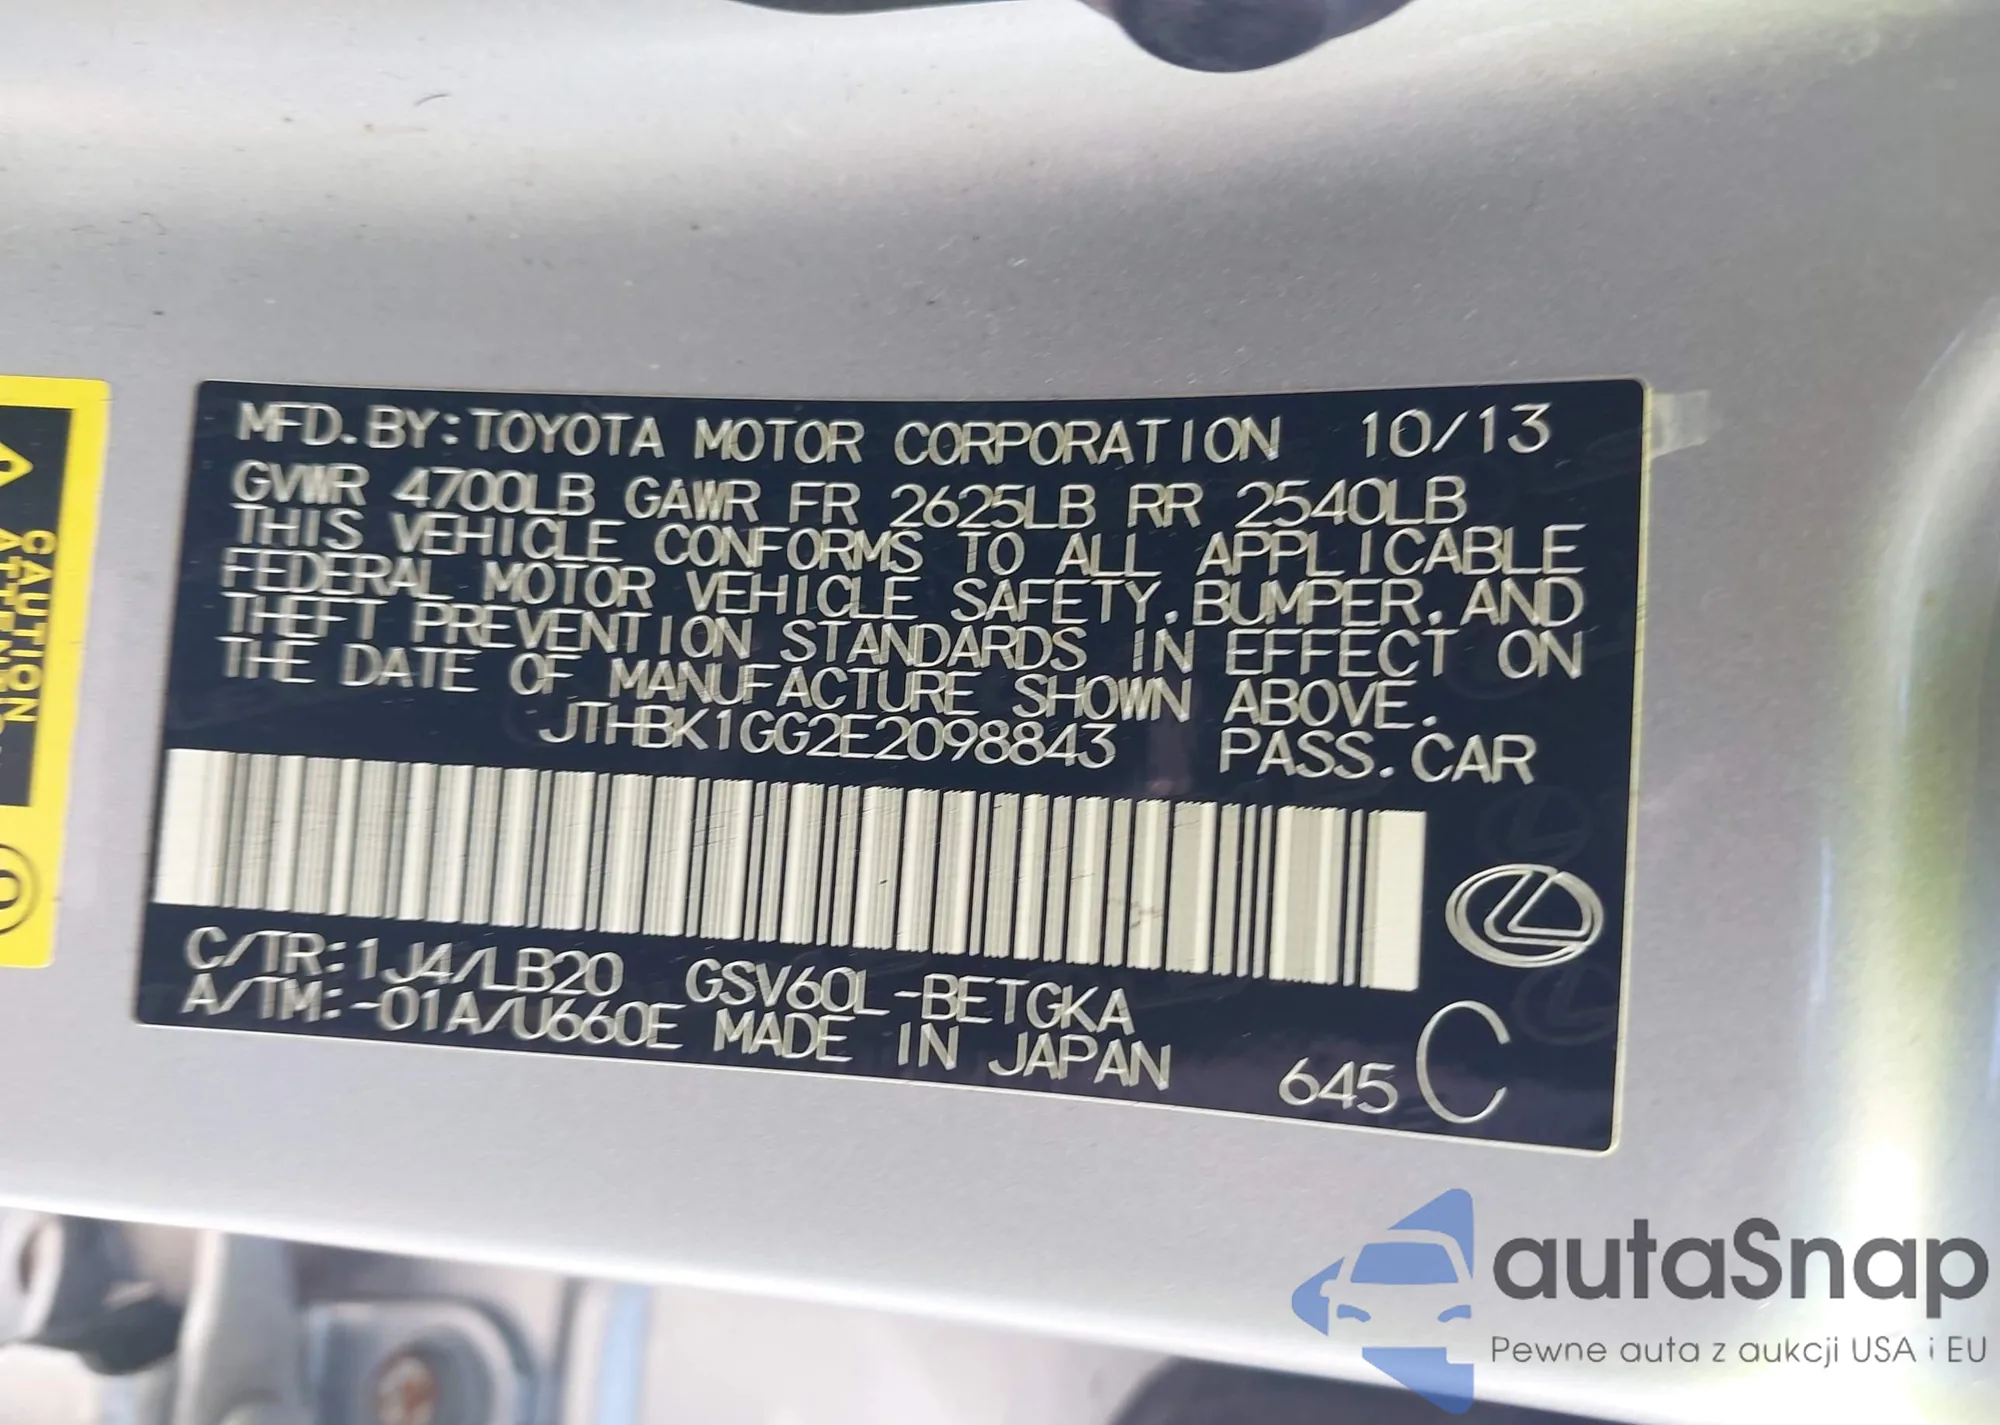 MFD.BY:TOYOTA MOTOR CORPORATION 10/13
GVWR 4700LB GAWR FR 2625LB RR 2540LB
THIS VEHICLE CONFORMS TO ALL APPLICABLE
FEDERAL MOTOR VEHICLE SAFETY,BUMPER,AND
THEFT PREVENTION STANDARDS IN EFFECT ON
THE DATE OF MANUFACTURE SHOWN ABOVE.
JTHBK1GG2E2098843 PASS.CAR
C/TR:1J4/LB20 GSV60L-BETGKA
A/TM:-01A/U660E MADE IN JAPAN 645 C
CAUTION
autaSnap
Pewne auta z aukcji USA i EU